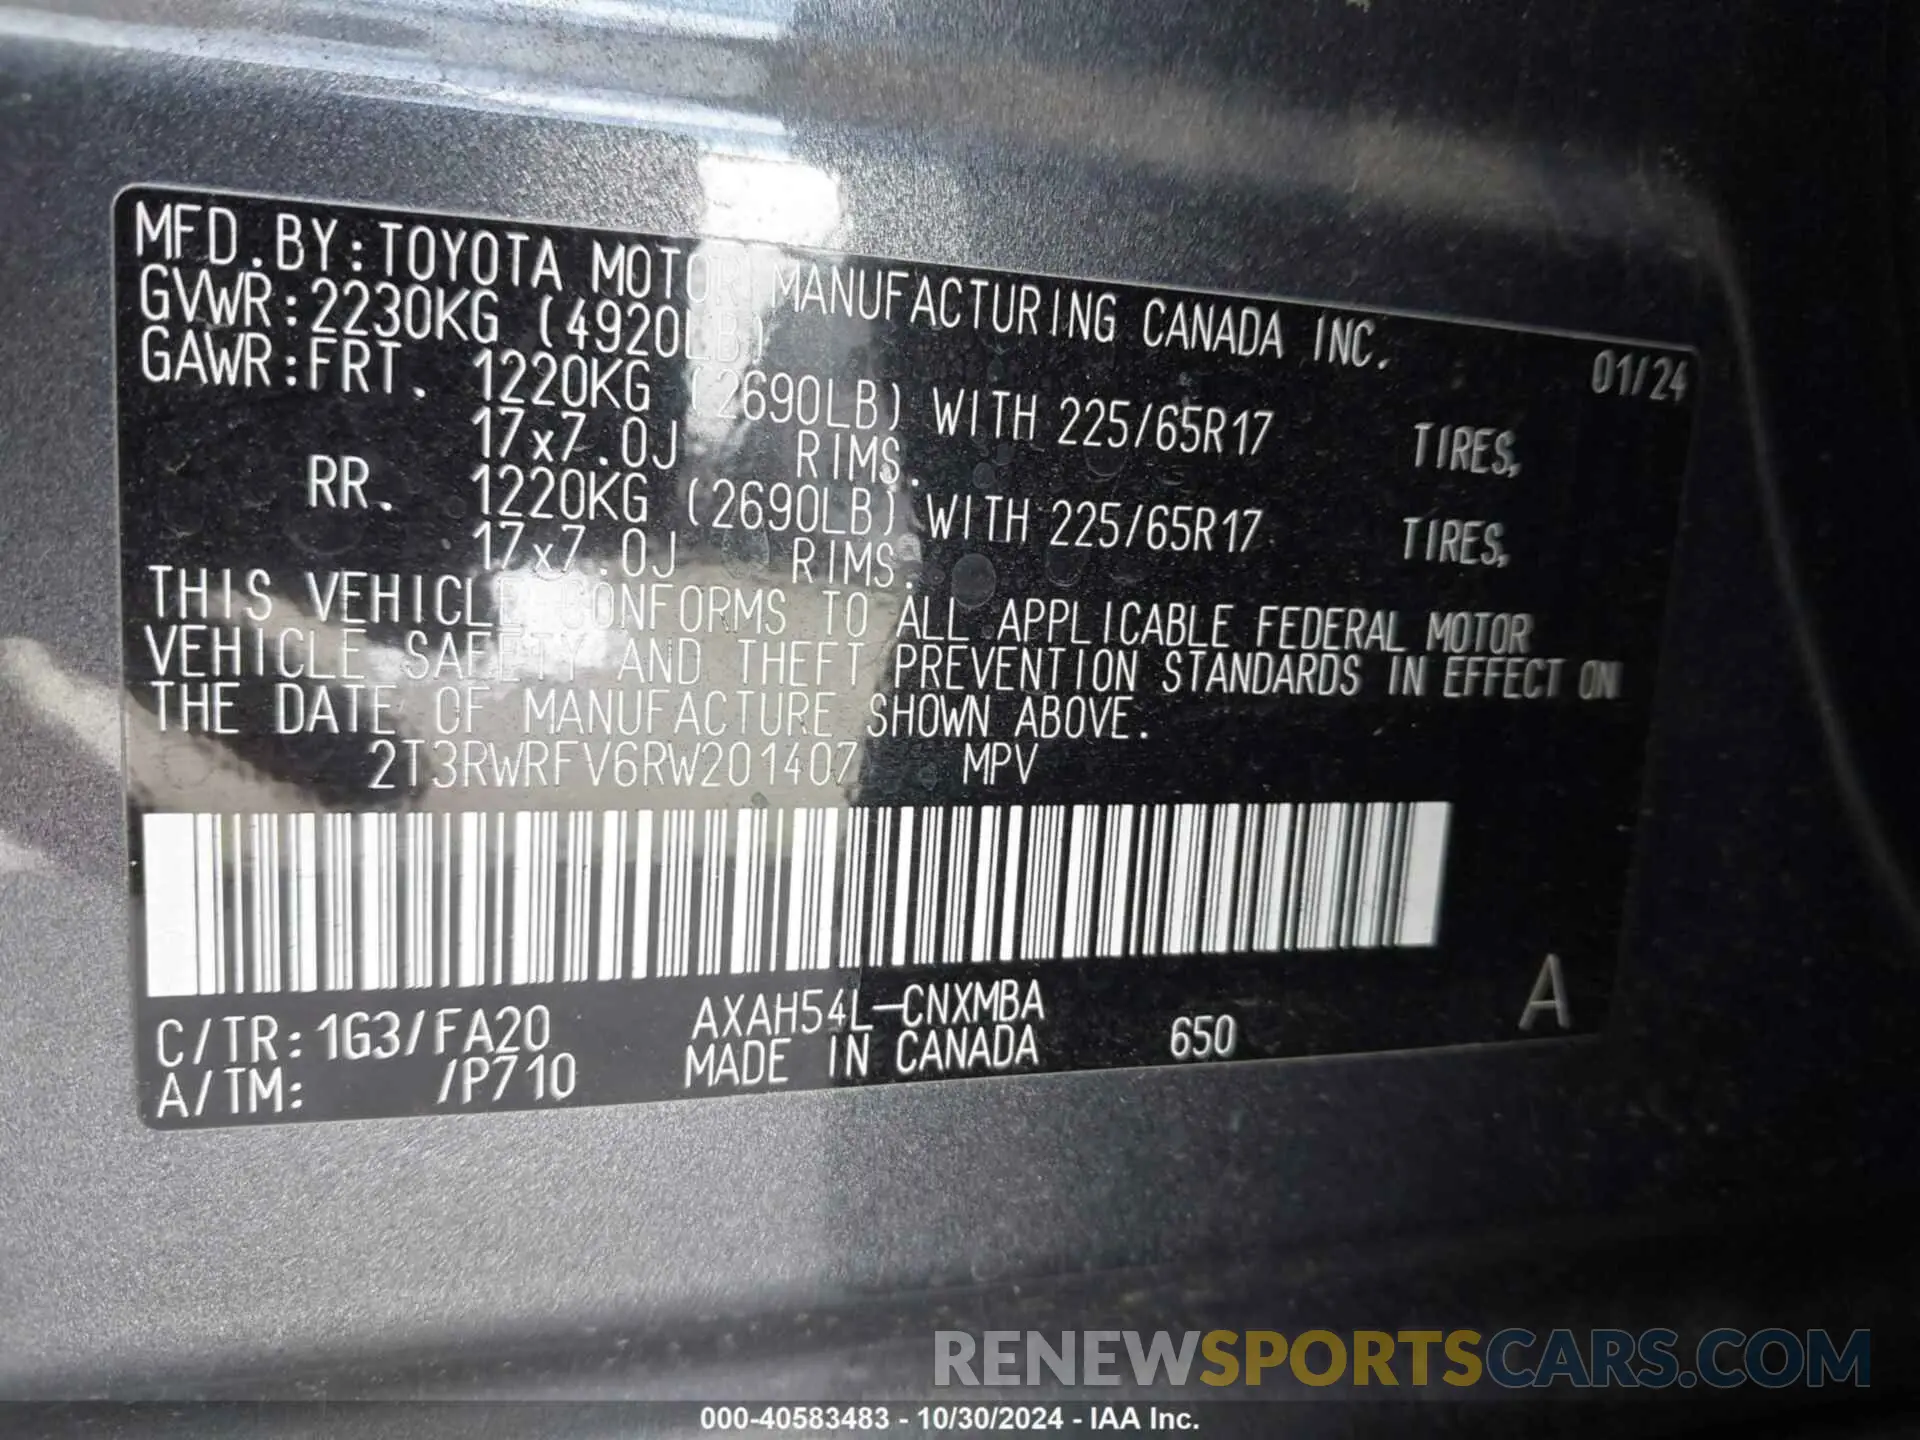 MFD.BY:TOYOTA MOTOR MANUFACTURING CANADA INC. 01/24
GVWR:2230KG (4920LB)
GAWR:FRT. 1220KG (2690LB) WITH 225/65R17 TIRES,
17x7.0J RIMS.
RR. 1220KG (2690LB) WITH 225/65R17 TIRES,
17x7.0J RIMS.
THIS VEHICLE CONFORMS TO ALL APPLICABLE FEDERAL MOTOR
VEHICLE SAFETY AND THEFT PREVENTION STANDARDS IN EFFECT ON
THE DATE OF MANUFACTURE SHOWN ABOVE.
2T3RWRFV6RW201407 MPV
C/TR:1G3/FA20 AXAH54L-CNXMBA
A/TM: /P710 MADE IN CANADA 650 A
RENEWSPORTSCARS.COM
000-40583483 - 10/30/2024 - IAA Inc.